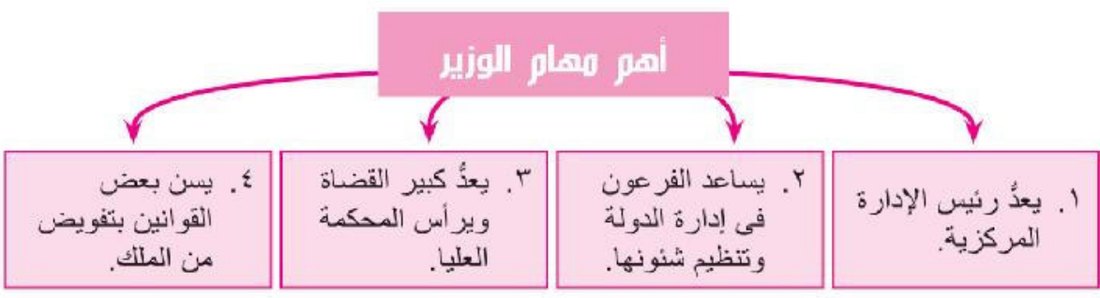 أهم مهام الوزير
١. يعدُّ رئيس الإدارة
المركزية.
٢. يساعد الفرعون
فى إدارة الدولة
وتنظيم شئونها.
٣. يعدُّ كبير القضاة
ويرأس المحكمة
العليا.
٤. يسن بعض
القوانين بتفويض
من الملك.